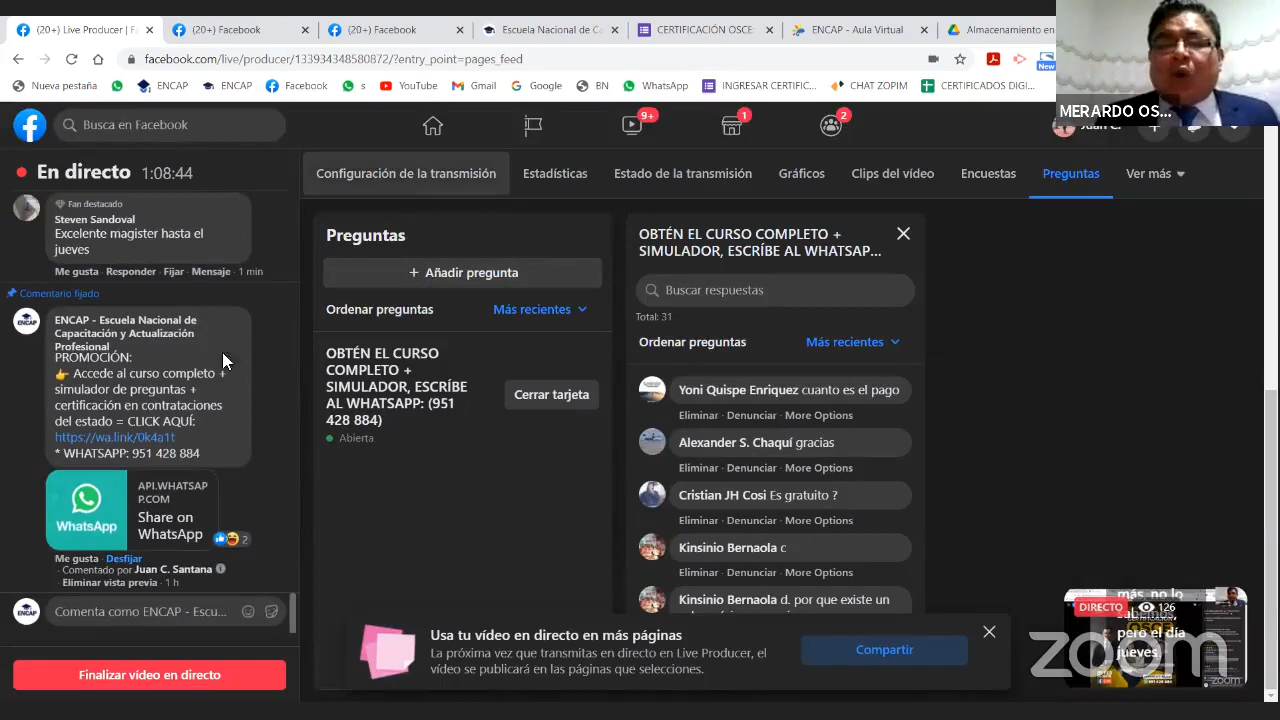 (20+) Live Producer | Fa
(20+) Facebook
(20+) Facebook
Escuela Nacional de C
CERTIFICACIÓN OSCE
ENCAP - Aula Virtual
Almacenamiento en
facebook.com/live/producer/1339343/580872/?entry_point=pages_feed
New
Nueva pestaña
ENCAP
ENCAP
Facebook
s
YouTube
Gmail
Google
BN
WhatsApp
INGRESAR CERTIFIC...
CHAT ZOPIM
CERTIFICADOS DIGI...
MERARDO OS...
Busca en Facebook
9+
1
2
Juan C.
En directo 1:08:44
Configuración de la transmisión
Estadísticas
Estado de la transmisión
Gráficos
Clips del vídeo
Encuestas
Preguntas
Ver más
Fan destacado
Steven Sandoval
Excelente magister hasta el
jueves
Me gusta · Responder · Fijar · Mensaje · 1 min
Comentario fijado
ENCAP
ENCAP - Escuela Nacional de
Capacitación y Actualización
Profesional
PROMOCIÓN:
👉 Accede al curso completo +
simulador de preguntas +
certificación en contrataciones
del estado = CLICK AQUÍ:
https://wa.link/0k4a1t
* WHATSAPP: 951 428 884
WhatsApp
API.WHATSAP
P.COM
Share on
WhatsApp
2
Me gusta · Desfijar
· Comentado por Juan C. Santana
· Eliminar vista previa · 1 h
ENCAP
Comenta como ENCAP - Escu...
Finalizar vídeo en directo
Preguntas
+ Añadir pregunta
Ordenar preguntas
Más recientes
OBTÉN EL CURSO
COMPLETO +
SIMULADOR, ESCRÍBE
AL WHATSAPP: (951
428 884)
Abierta
Cerrar tarjeta
OBTÉN EL CURSO COMPLETO +
SIMULADOR, ESCRÍBE AL WHATSAP...
Buscar respuestas
Total: 31
Ordenar preguntas
Más recientes
Yoni Quispe Enriquez cuanto es el pago
Eliminar · Denunciar · More Options
Alexander S. Chaquí gracias
Eliminar · Denunciar · More Options
Cristian JH Cosi Es gratuito ?
Eliminar · Denunciar · More Options
Kinsinio Bernaola c
Eliminar · Denunciar · More Options
Kinsinio Bernaola d. por que existe un
Usa tu vídeo en directo en más páginas
La próxima vez que transmitas en directo en Live Producer, el
vídeo se publicará en las páginas que selecciones.
Compartir
más, no lo
DIRECTO 126
sabemos,
pero el día
jueves
zoom
zoom